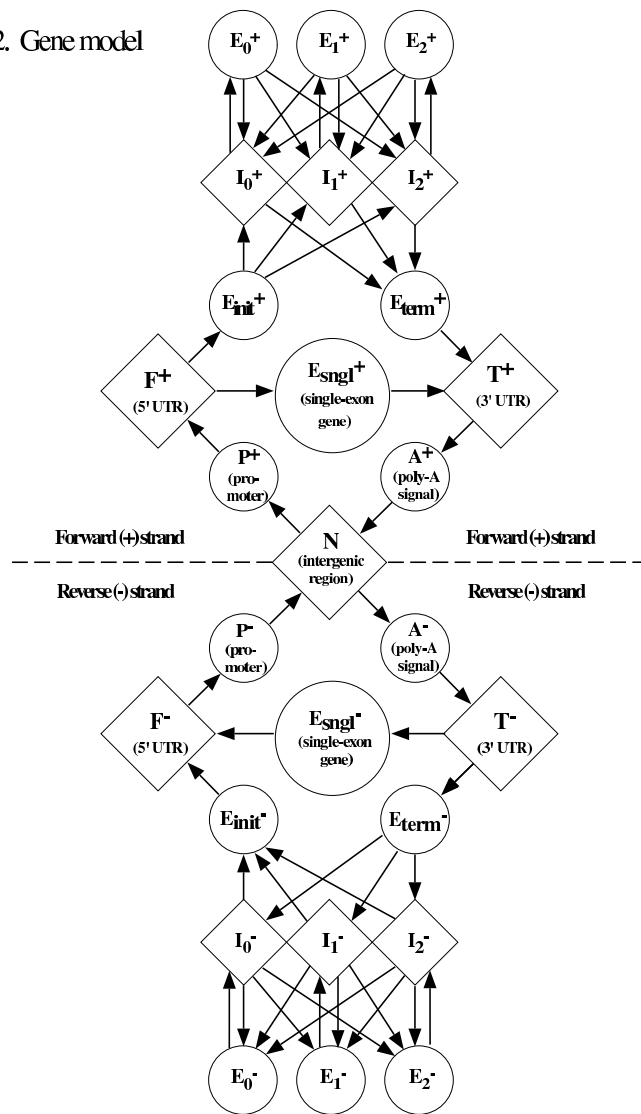 2. Gene model
E0+ E1+ E2+
I0+ I1+ I2+
Einit+ Eterm+
F+
(5' UTR)
Esngl+
(single-exon
gene)
T+
(3' UTR)
P+
(pro-
moter)
A+
(poly-A
signal)
N
(intergenic
region)
Forward (+) strand Forward (+) strand
Reverse (-) strand Reverse (-) strand
P-
(pro-
moter)
A-
(poly-A
signal)
F-
(5' UTR)
Esngl-
(single-exon
gene)
T-
(3' UTR)
Einit- Eterm-
I0- I1- I2-
E0- E1- E2-